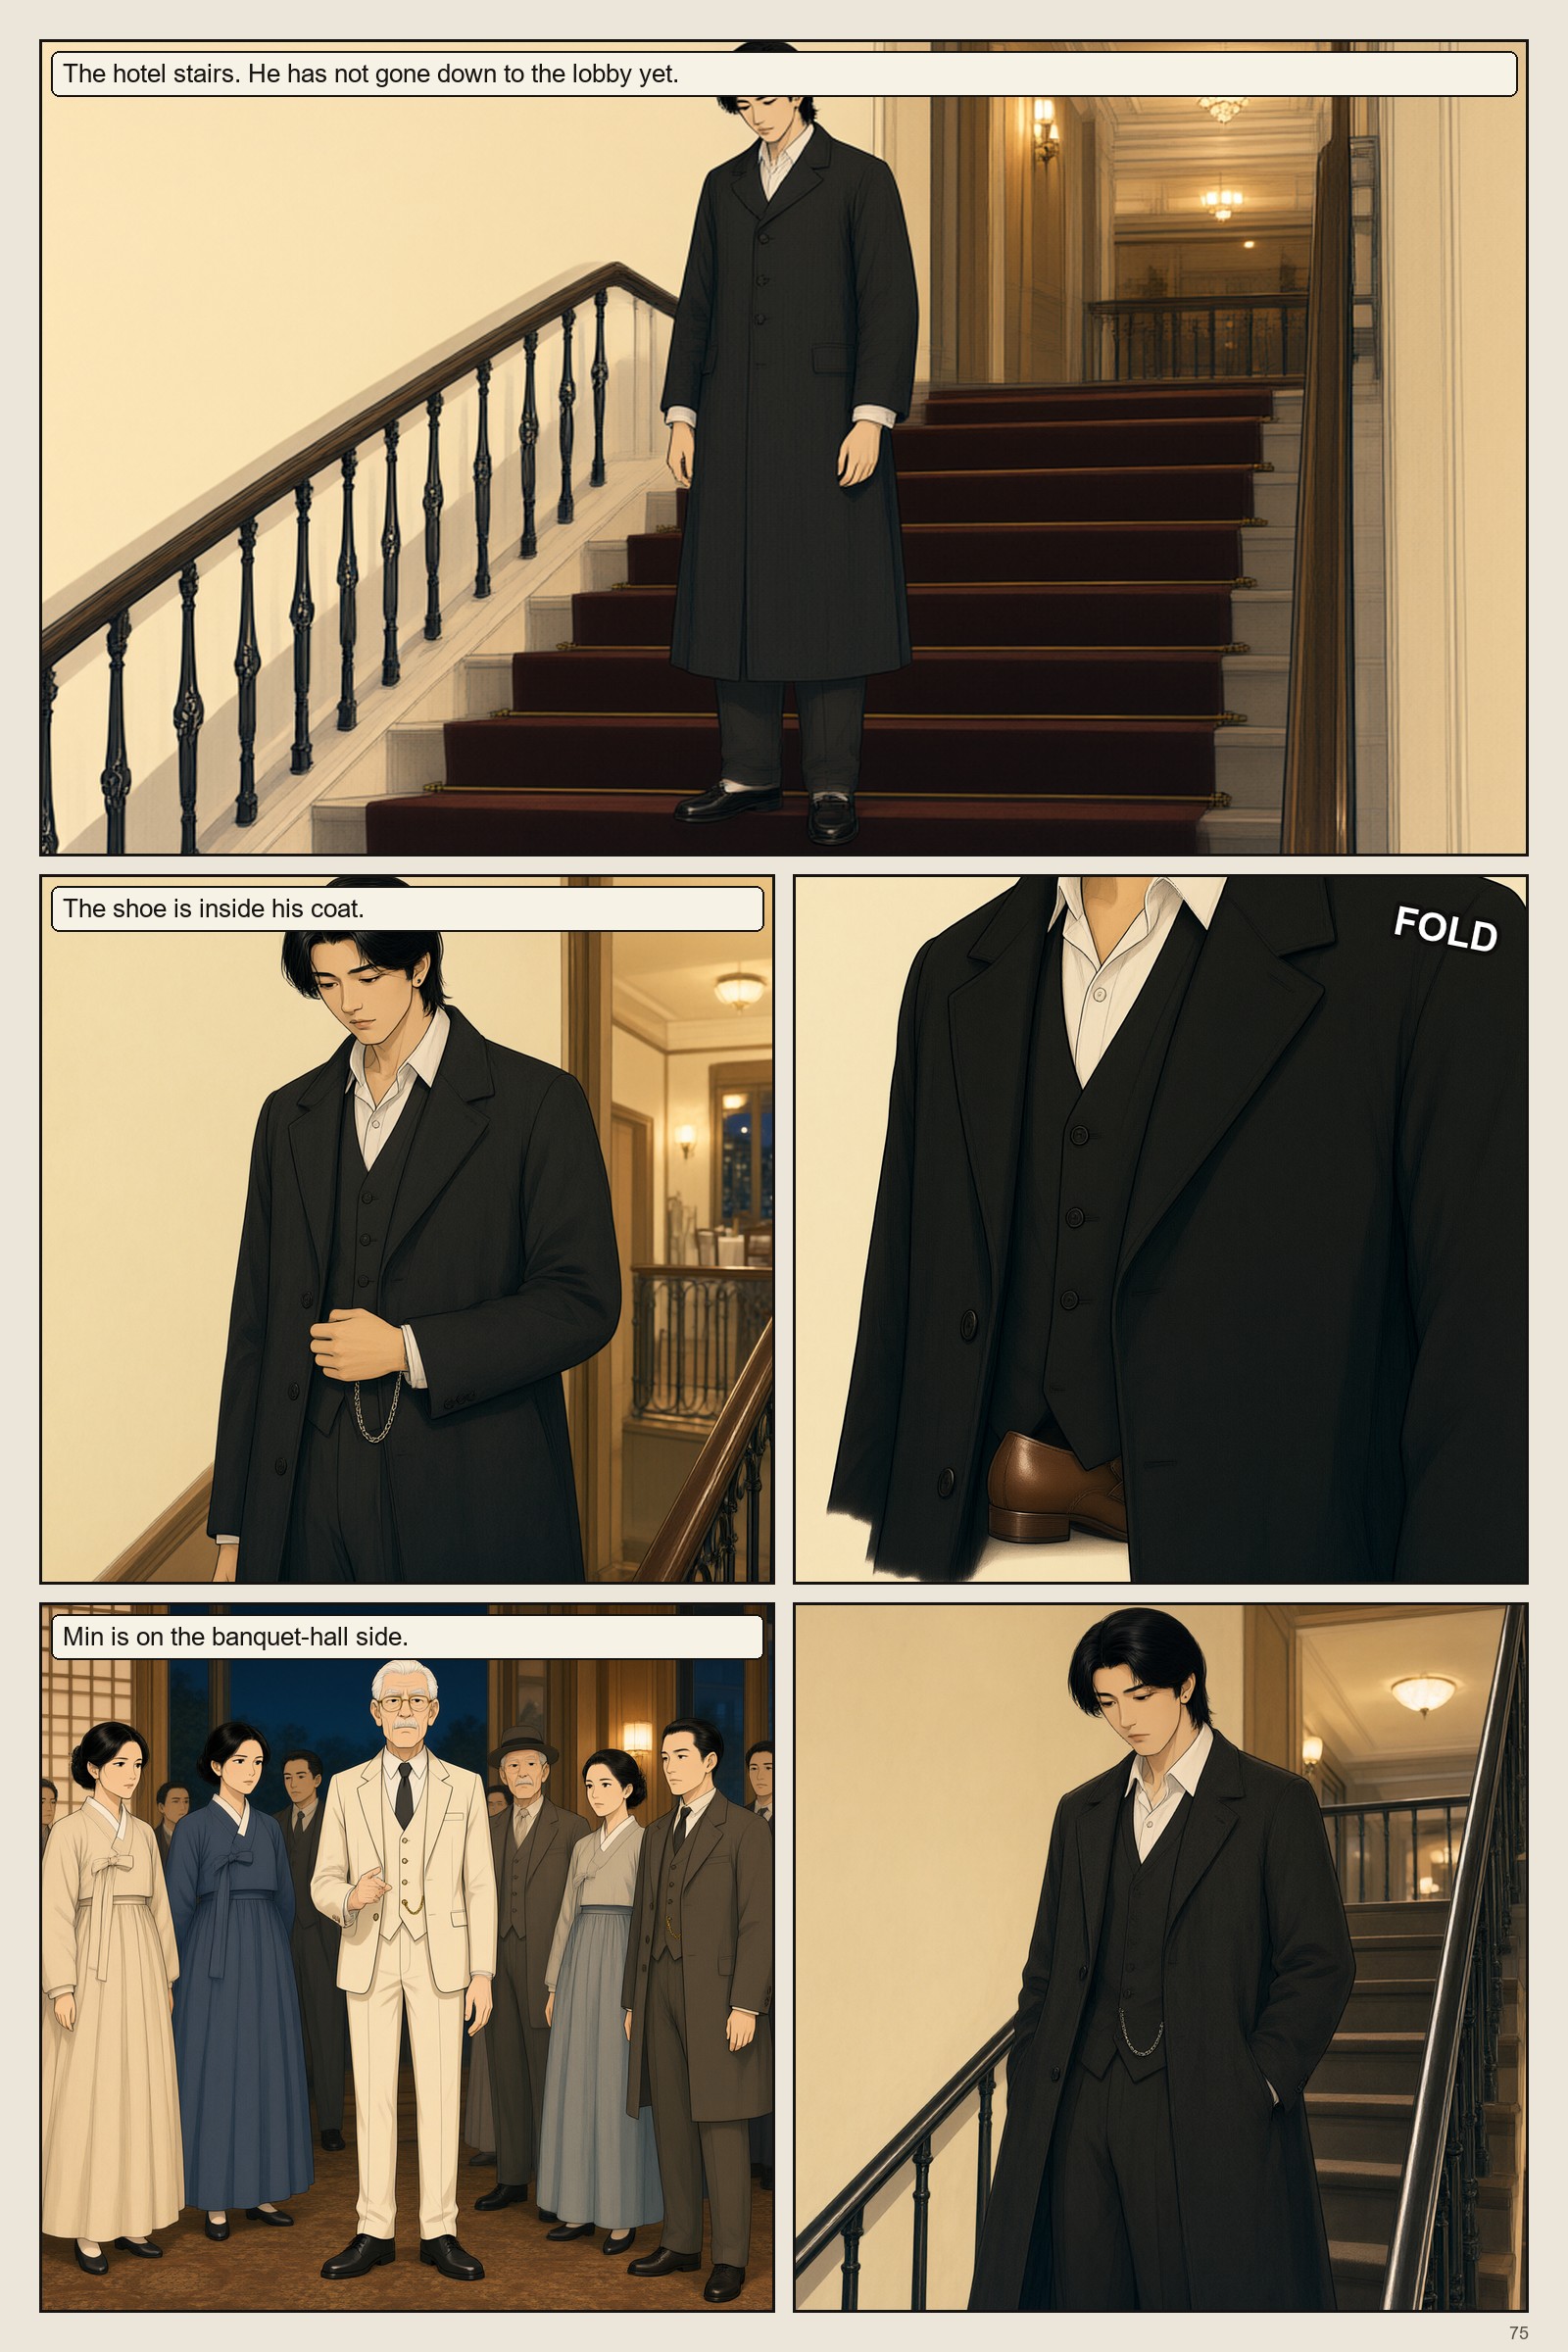 The hotel stairs. He has not gone down to the lobby yet.
The shoe is inside his coat.
FOLD
Min is on the banquet-hall side.
75